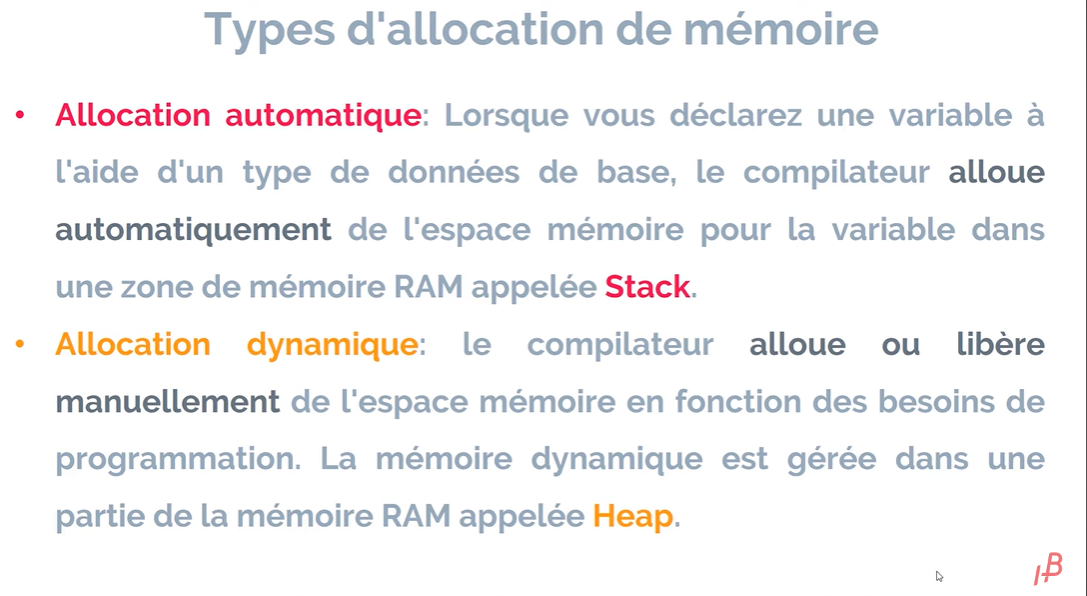 Types d'allocation de mémoire
• Allocation automatique: Lorsque vous déclarez une variable à
l'aide d'un type de données de base, le compilateur alloue
automatiquement de l'espace mémoire pour la variable dans
une zone de mémoire RAM appelée Stack.
• Allocation dynamique: le compilateur alloue ou libère
manuellement de l'espace mémoire en fonction des besoins de
programmation. La mémoire dynamique est gérée dans une
partie de la mémoire RAM appelée Heap.
HB